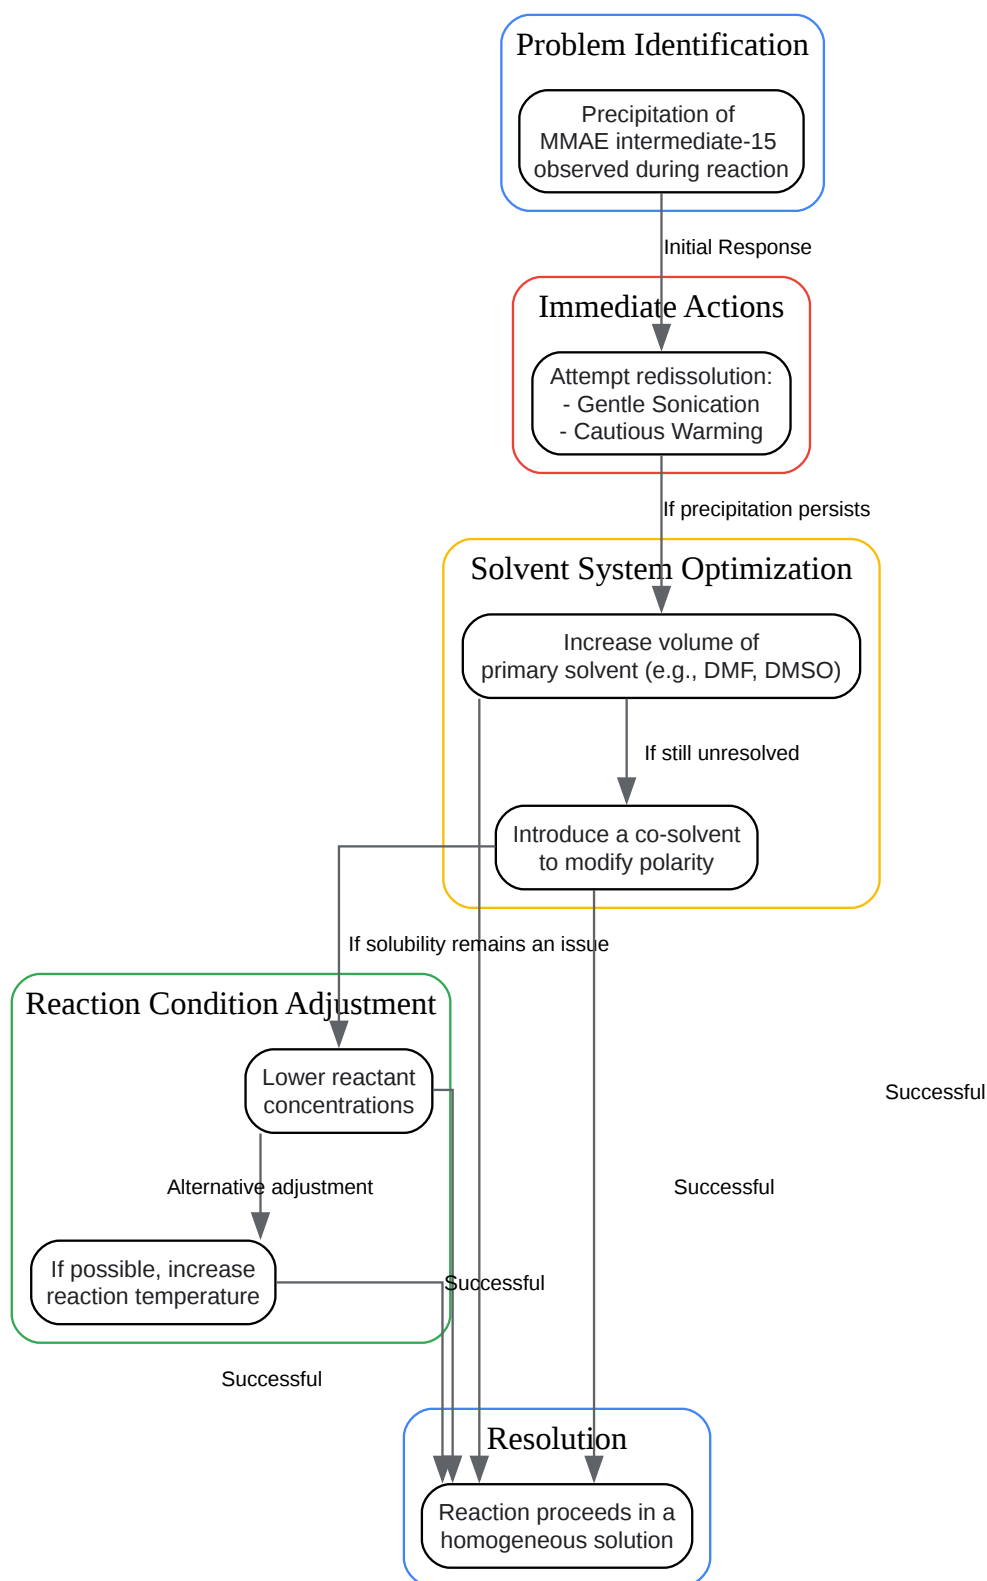 Problem Identification
Precipitation of
MMAE intermediate-15
observed during reaction
Initial Response
Immediate Actions
Attempt redissolution:
- Gentle Sonication
- Cautious Warming
If precipitation persists
Solvent System Optimization
Increase volume of
primary solvent (e.g., DMF, DMSO)
If still unresolved
Introduce a co-solvent
to modify polarity
If solubility remains an issue
Reaction Condition Adjustment
Lower reactant
concentrations
Successful
Alternative adjustment
Successful
If possible, increase
reaction temperature
Successful
Successful
Resolution
Reaction proceeds in a
homogeneous solution